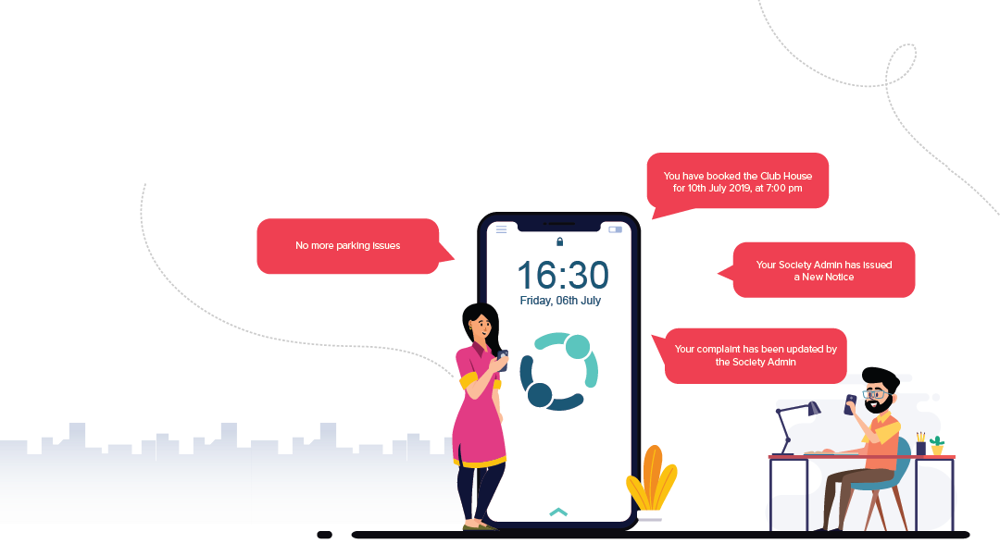 You have booked the Club House
for 10th July 2019, at 7:00 pm
No more parking issues
Your Society Admin has issued
a New Notice
16:30
Friday, 06th July
Your complaint has been updated by
the Society Admin